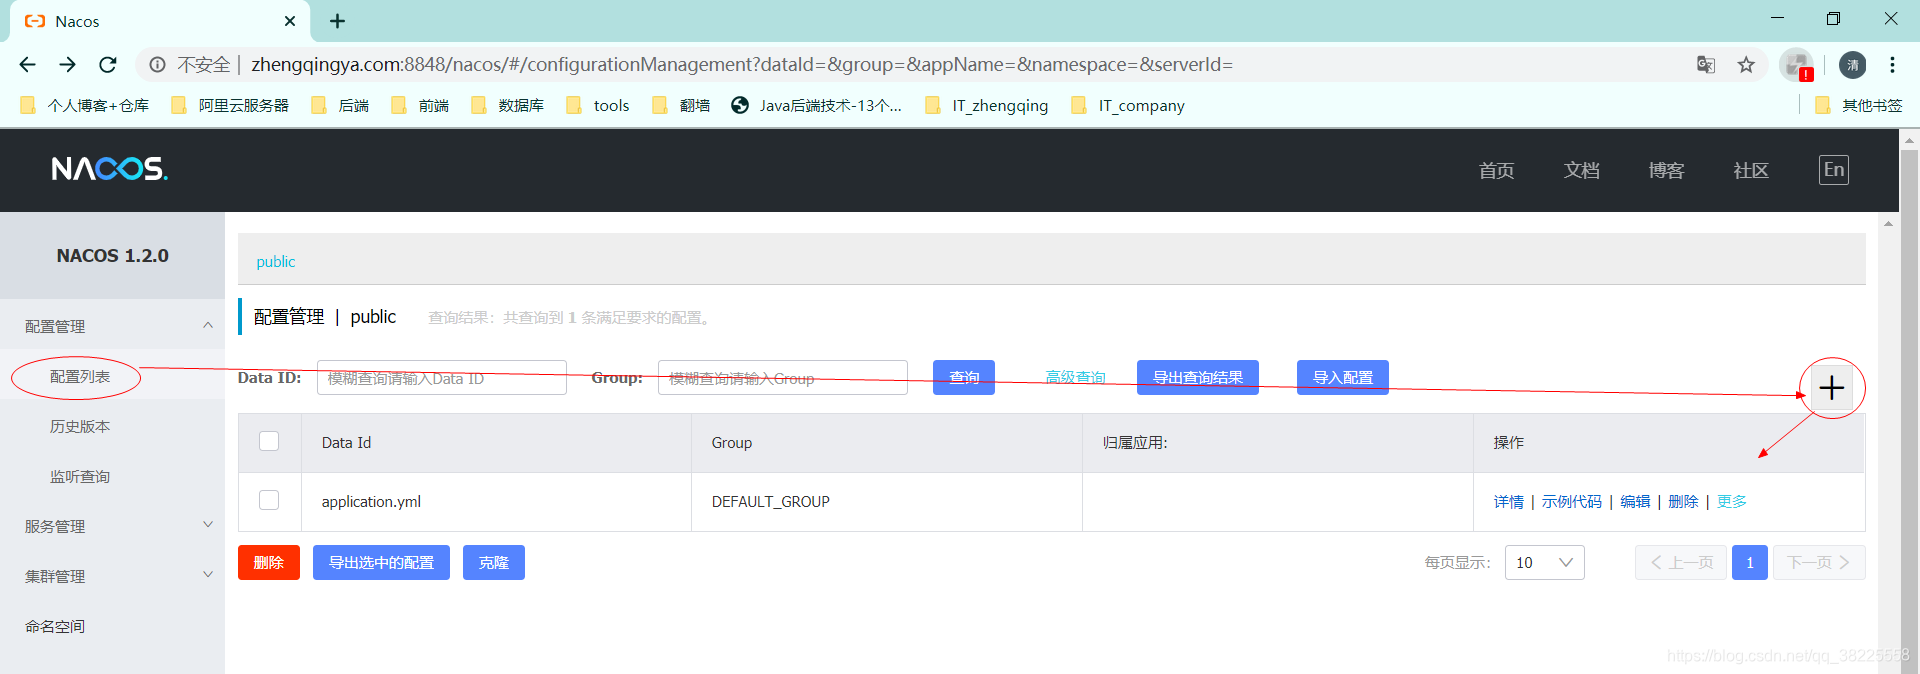 Nacos
不安全 | zhengqingya.com:8848/nacos/#/configurationManagement?dataId=&group=&appName=&namespace=&serverId=
清
个人博客+仓库 阿里云服务器 后端 前端 数据库 tools 翻墙 Java后端技术-13个... IT_zhengqing IT_company 其他书签
NACOS.
首页 文档 博客 社区 En
NACOS 1.2.0
配置管理
配置列表
历史版本
监听查询
服务管理
集群管理
命名空间
public
配置管理 | public 查询结果：共查询到 1 条满足要求的配置。
Data ID: 模糊查询请输入Data ID Group: 模糊查询请输入Group 查询 高级查询 导出查询结果 导入配置
Data Id Group 归属应用: 操作
application.yml DEFAULT_GROUP 详情 | 示例代码 | 编辑 | 删除 | 更多
删除 导出选中的配置 克隆 每页显示: 10 上一页 1 下一页
https://blog.csdn.net/qq_38225558